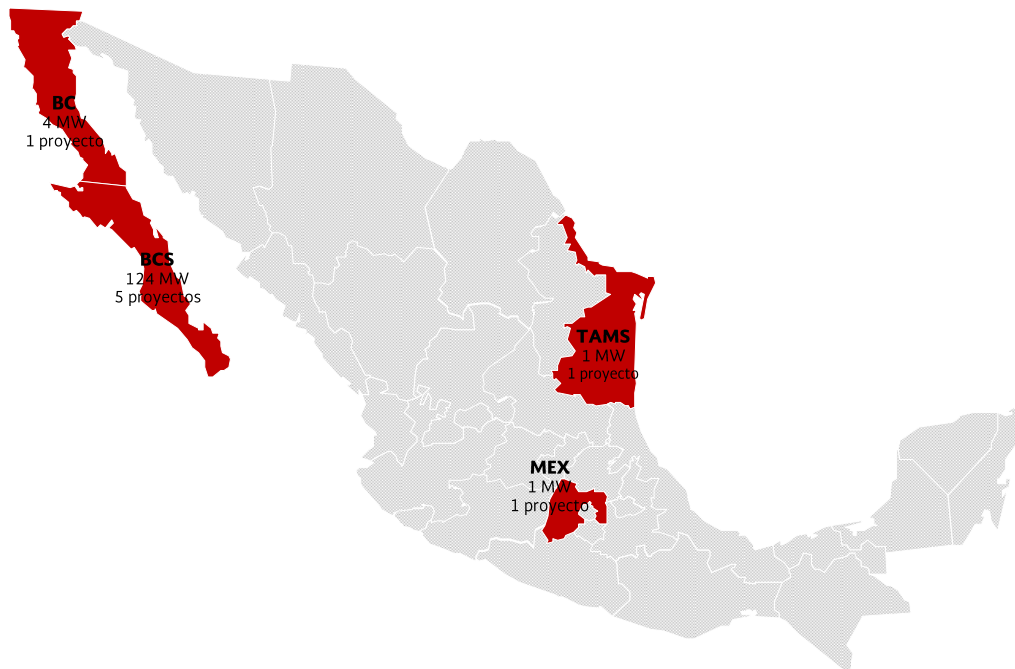 BC
4 MW
1 proyecto
BCS
124 MW
5 proyectos
TAMS
1 MW
1 proyecto
MEX
1 MW
1 proyecto